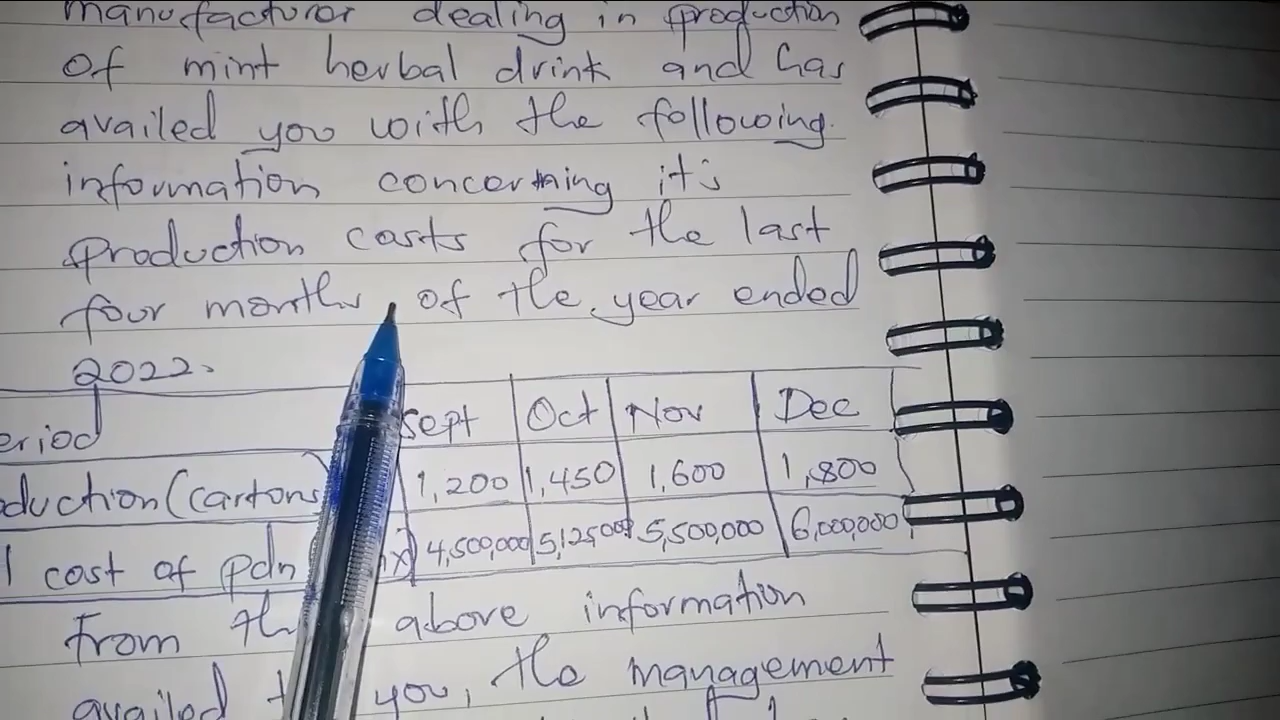 manufacturer dealing in production
of mint herbal drink and has
availed you with the following
information concerning it's
production costs for the last
four months of the year ended
2022.
eriod Sept Oct Nov Dec
oduction (cartons) 1,200 1,450 1,600 1,800
l cost of pdn x) 4,500,000 5,125,000 5,500,000 6,000,000
From th above information
availed t you, the management